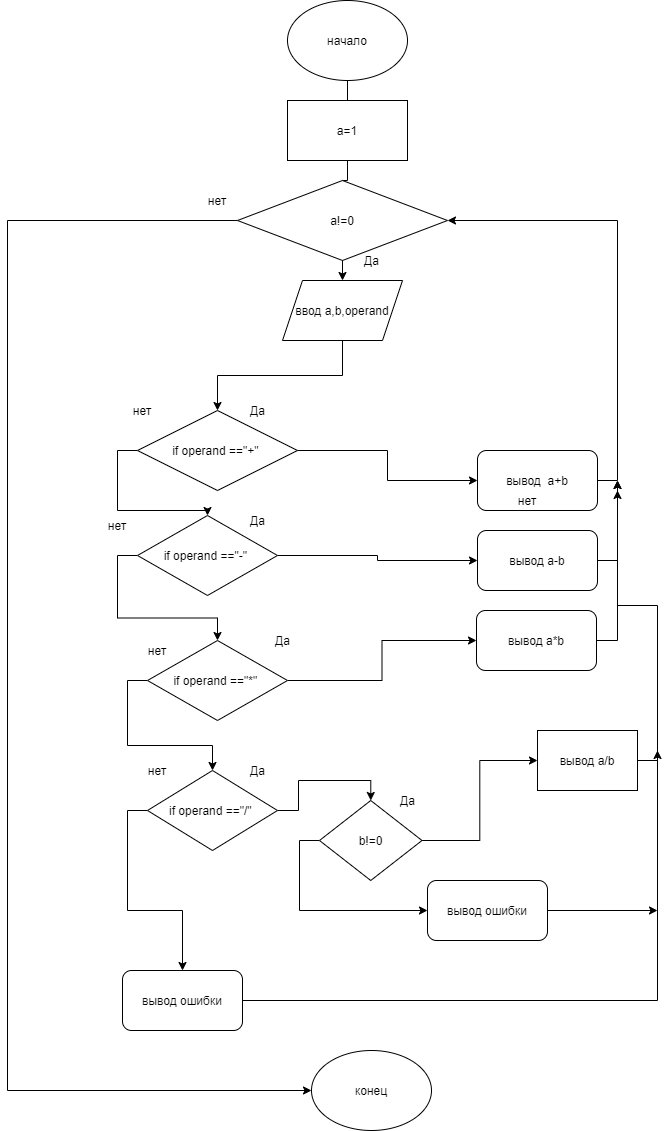 начало
a=1
нет
a!=0
Да
ввод a,b,operand
нет
Да
if operand =="+"
вывод a+b
нет
нет
Да
if operand =="-"
вывод a-b
нет
Да
вывод a*b
if operand =="*"
нет
Да
вывод a/b
if operand =="/"
Да
b!=0
вывод ошибки
вывод ошибки
конец